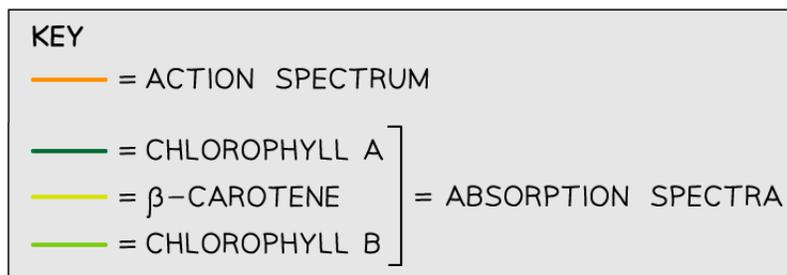 KEY
= ACTION SPECTRUM
= CHLOROPHYLL A
= β-CAROTENE = ABSORPTION SPECTRA
= CHLOROPHYLL B